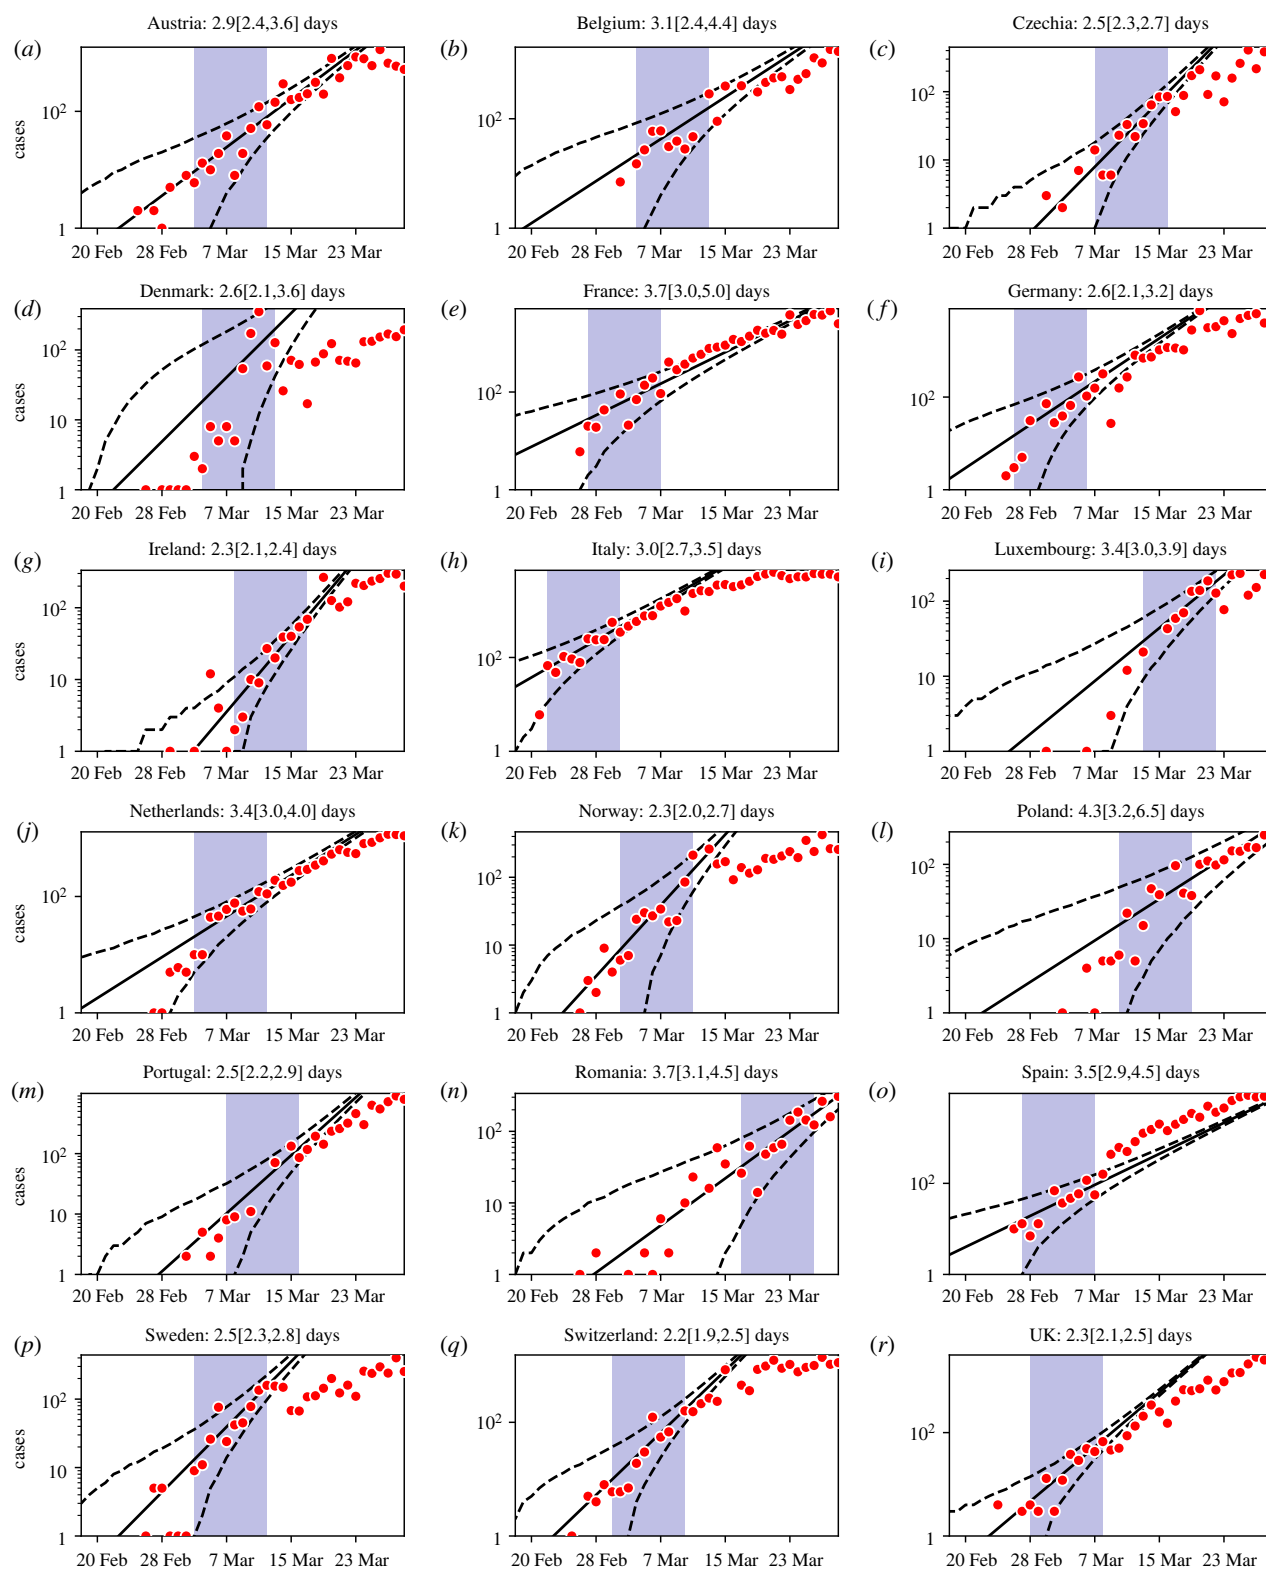 Austria: 2.9[2.4,3.6] days
Belgium: 3.1[2.4,4.4] days
Czechia: 2.5[2.3,2.7] days
(a)
(b)
(c)
cases
10²
1
10²
1
10²
10
1
20 Feb 28 Feb 7 Mar 15 Mar 23 Mar
20 Feb 28 Feb 7 Mar 15 Mar 23 Mar
20 Feb 28 Feb 7 Mar 15 Mar 23 Mar
Denmark: 2.6[2.1,3.6] days
France: 3.7[3.0,5.0] days
Germany: 2.6[2.1,3.2] days
(d)
(e)
(f)
cases
10²
10
1
10²
1
10²
1
20 Feb 28 Feb 7 Mar 15 Mar 23 Mar
20 Feb 28 Feb 7 Mar 15 Mar 23 Mar
20 Feb 28 Feb 7 Mar 15 Mar 23 Mar
Ireland: 2.3[2.1,2.4] days
Italy: 3.0[2.7,3.5] days
Luxembourg: 3.4[3.0,3.9] days
(g)
(h)
(i)
cases
10²
10
1
10²
1
10²
10
1
20 Feb 28 Feb 7 Mar 15 Mar 23 Mar
20 Feb 28 Feb 7 Mar 15 Mar 23 Mar
20 Feb 28 Feb 7 Mar 15 Mar 23 Mar
Netherlands: 3.4[3.0,4.0] days
Norway: 2.3[2.0,2.7] days
Poland: 4.3[3.2,6.5] days
(j)
(k)
(l)
cases
10²
1
10²
10
1
10²
10
1
20 Feb 28 Feb 7 Mar 15 Mar 23 Mar
20 Feb 28 Feb 7 Mar 15 Mar 23 Mar
20 Feb 28 Feb 7 Mar 15 Mar 23 Mar
Portugal: 2.5[2.2,2.9] days
Romania: 3.7[3.1,4.5] days
Spain: 3.5[2.9,4.5] days
(m)
(n)
(o)
cases
10²
10
1
10²
10
1
10²
1
20 Feb 28 Feb 7 Mar 15 Mar 23 Mar
20 Feb 28 Feb 7 Mar 15 Mar 23 Mar
20 Feb 28 Feb 7 Mar 15 Mar 23 Mar
Sweden: 2.5[2.3,2.8] days
Switzerland: 2.2[1.9,2.5] days
UK: 2.3[2.1,2.5] days
(p)
(q)
(r)
cases
10²
10
1
10²
1
10²
1
20 Feb 28 Feb 7 Mar 15 Mar 23 Mar
20 Feb 28 Feb 7 Mar 15 Mar 23 Mar
20 Feb 28 Feb 7 Mar 15 Mar 23 Mar